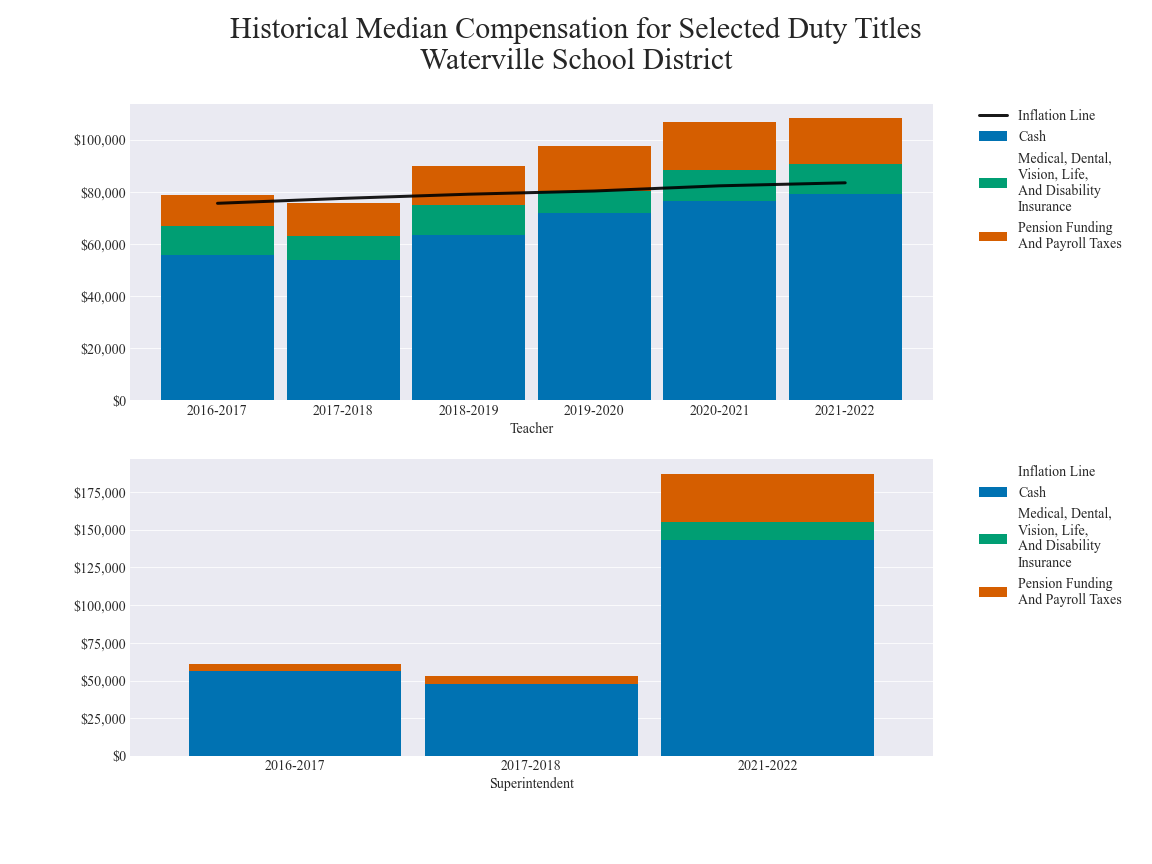 Historical Median Compensation for Selected Duty Titles
Waterville School District
$100,000
$80,000
$60,000
$40,000
$20,000
$0
2016-2017
2017-2018
2018-2019
2019-2020
2020-2021
2021-2022
Teacher
Inflation Line
Cash
Medical, Dental,
Vision, Life,
And Disability
Insurance
Pension Funding
And Payroll Taxes
$175,000
$150,000
$125,000
$100,000
$75,000
$50,000
$25,000
$0
2016-2017
2017-2018
2021-2022
Superintendent
Inflation Line
Cash
Medical, Dental,
Vision, Life,
And Disability
Insurance
Pension Funding
And Payroll Taxes